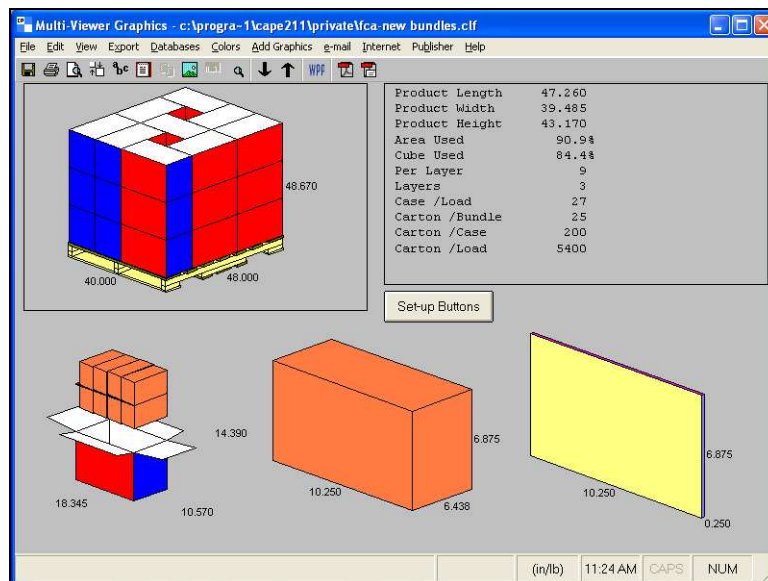 Multi-Viewer Graphics - c:\progra~1\cape211\private\fca-new bundles.clf
File Edit View Export Databases Colors Add Graphics e-mail Internet Publisher Help
abc WPF
Product Length 47.260
Product Width 39.485
Product Height 43.170
Area Used 90.9%
Cube Used 84.4%
Per Layer 9
Layers 3
Case /Load 27
Carton /Bundle 25
Carton /Case 200
Carton /Load 5400
48.670
40.000 48.000
Set-up Buttons
14.390
18.345 10.570
6.875
10.250 6.438
6.875
10.250 0.250
(in/lb) 11:24 AM CAPS NUM